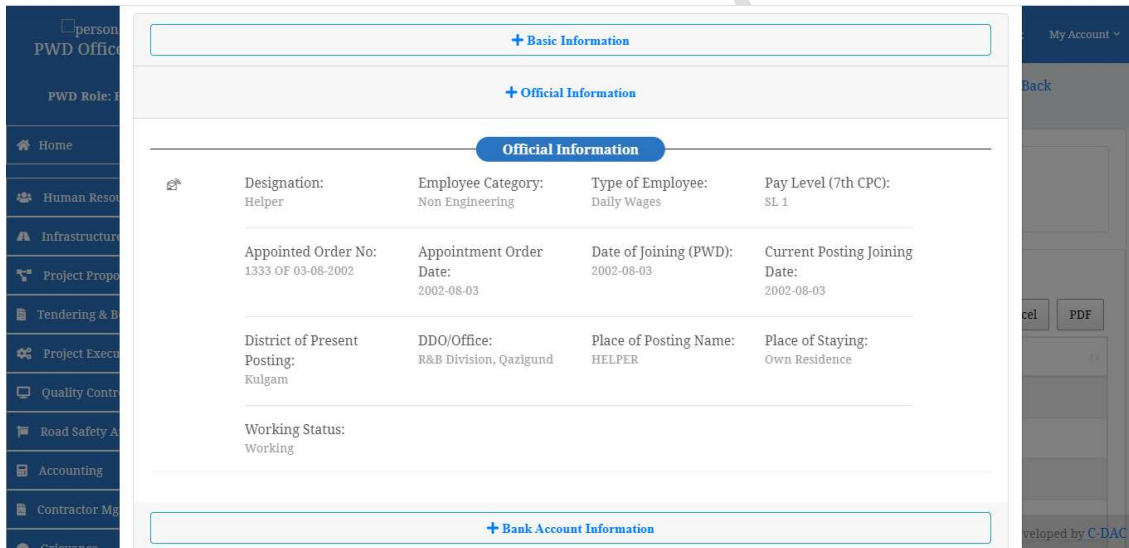 person
PWD Office
PWD Role:
My Account
Back
Home
Human Resou
Infrastructure
Project Propo
Tendering & B
Project Execu
Quality Contr
Road Safety A
Accounting
Contractor Mg
Grievance
+ Basic Information
+ Official Information
Official Information
Designation: Employee Category: Type of Employee: Pay Level (7th CPC):
Helper Non Engineering Daily Wages SL 1
Appointed Order No: Appointment Order Date: Date of Joining (PWD): Current Posting Joining Date:
1333 OF 03-08-2002 2002-08-03 2002-08-03 2002-08-03
District of Present Posting: DDO/Office: Place of Posting Name: Place of Staying:
Kulgam R&B Division, Qazigund HELPER Own Residence
Working Status:
Working
+ Bank Account Information
cel PDF
veloped by C-DAC